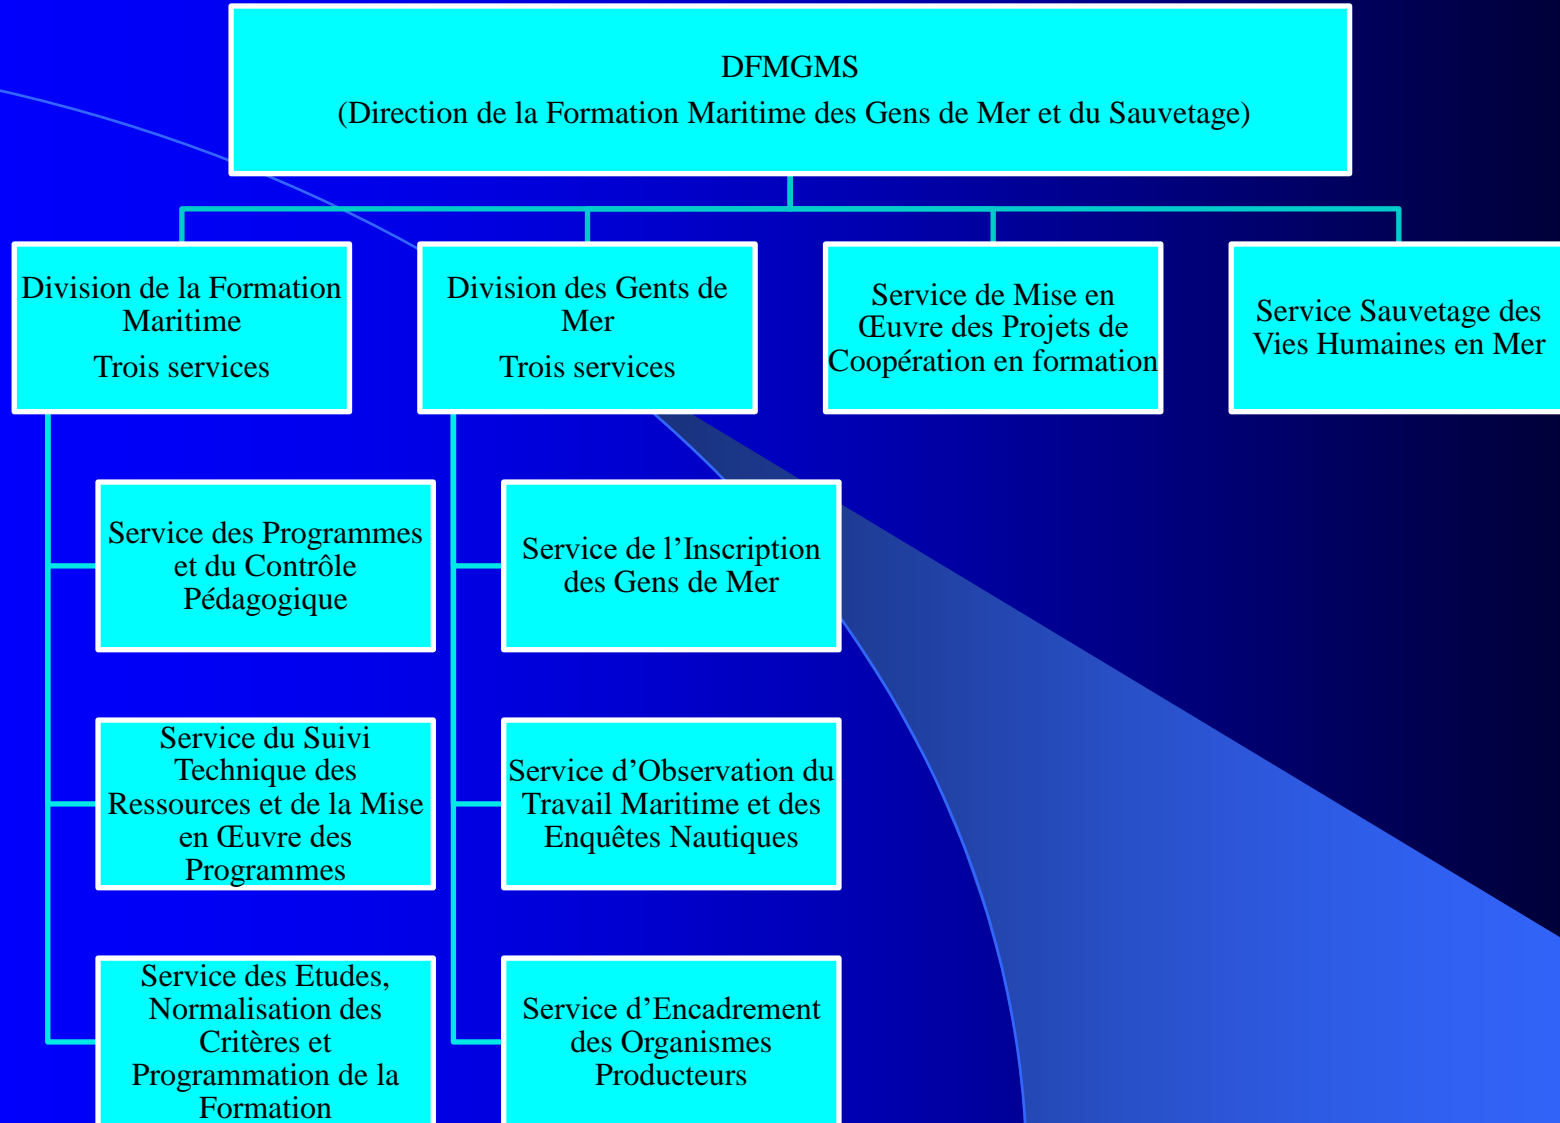 DFMGMS
(Direction de la Formation Maritime des Gens de Mer et du Sauvetage)
Division de la Formation
Maritime
Trois services
Division des Gents de
Mer
Trois services
Service de Mise en
Œuvre des Projets de
Coopération en formation
Service Sauvetage des
Vies Humaines en Mer
Service des Programmes
et du Contrôle
Pédagogique
Service de l’Inscription
des Gens de Mer
Service du Suivi
Technique des
Ressources et de la Mise
en Œuvre des
Programmes
Service d’Observation du
Travail Maritime et des
Enquêtes Nautiques
Service des Etudes,
Normalisation des
Critères et
Programmation de la
Formation
Service d’Encadrement
des Organismes
Producteurs